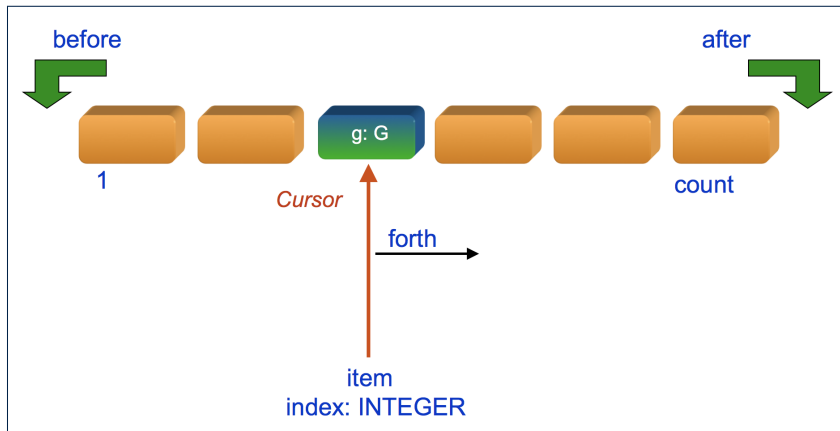 before
after
g: G
1
count
Cursor
forth
item
index: INTEGER